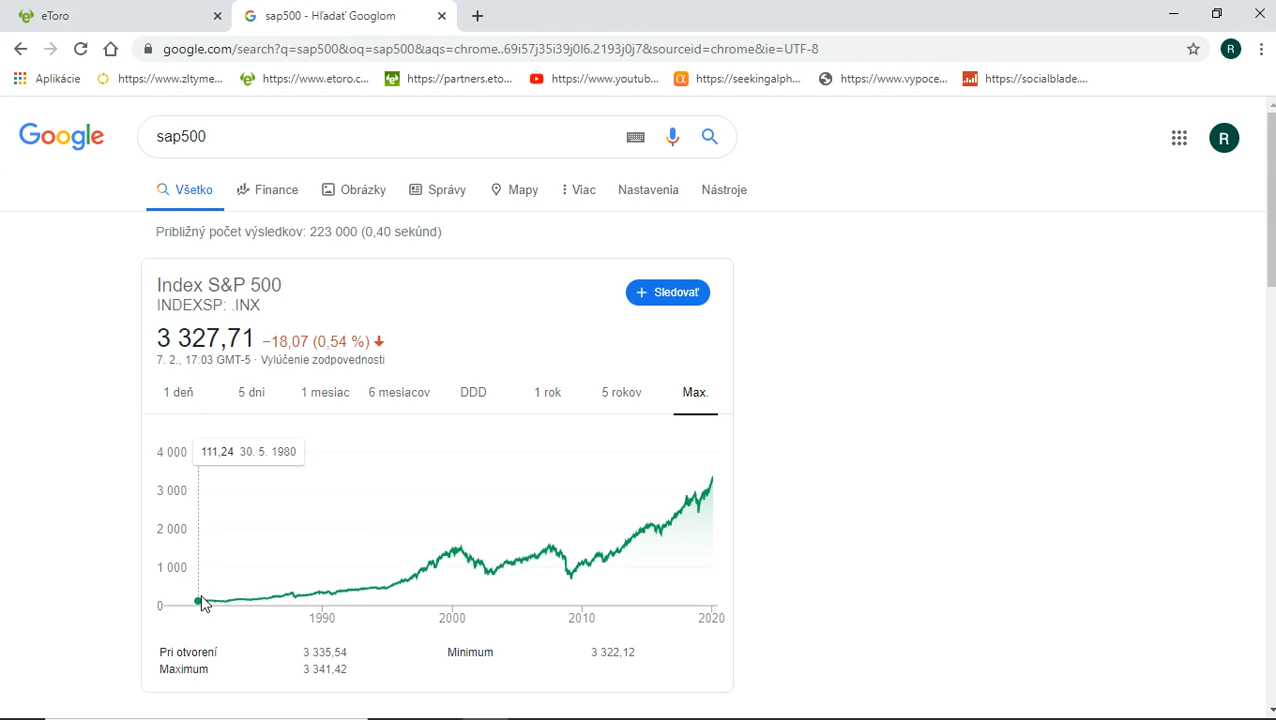 eToro
sap500 - Hľadať Googlom
google.com/search?q=sap500&oq=sap500&aqs=chrome..69i57j35i39j0l6.2193j0j7&sourceid=chrome&ie=UTF-8
R
Aplikácie
https://www.zltyme...
https://www.etoro.c...
https://partners.eto...
https://www.youtub...
https://seekingalph...
https://www.vypoce...
https://socialblade....
Google
sap500
R
Všetko
Finance
Obrázky
Správy
Mapy
Viac
Nastavenia
Nástroje
Približný počet výsledkov: 223 000 (0,40 sekúnd)
Index S&P 500
INDEXSP: .INX
+ Sledovať
3 327,71 −18,07 (0,54 %)
7. 2., 17:03 GMT-5 · Vylúčenie zodpovednosti
1 deň
5 dní
1 mesiac
6 mesiacov
DDD
1 rok
5 rokov
Max.
4 000
111,24 30. 5. 1980
3 000
2 000
1 000
0
1990
2000
2010
2020
Pri otvorení 3 335,54
Minimum 3 322,12
Maximum 3 341,42